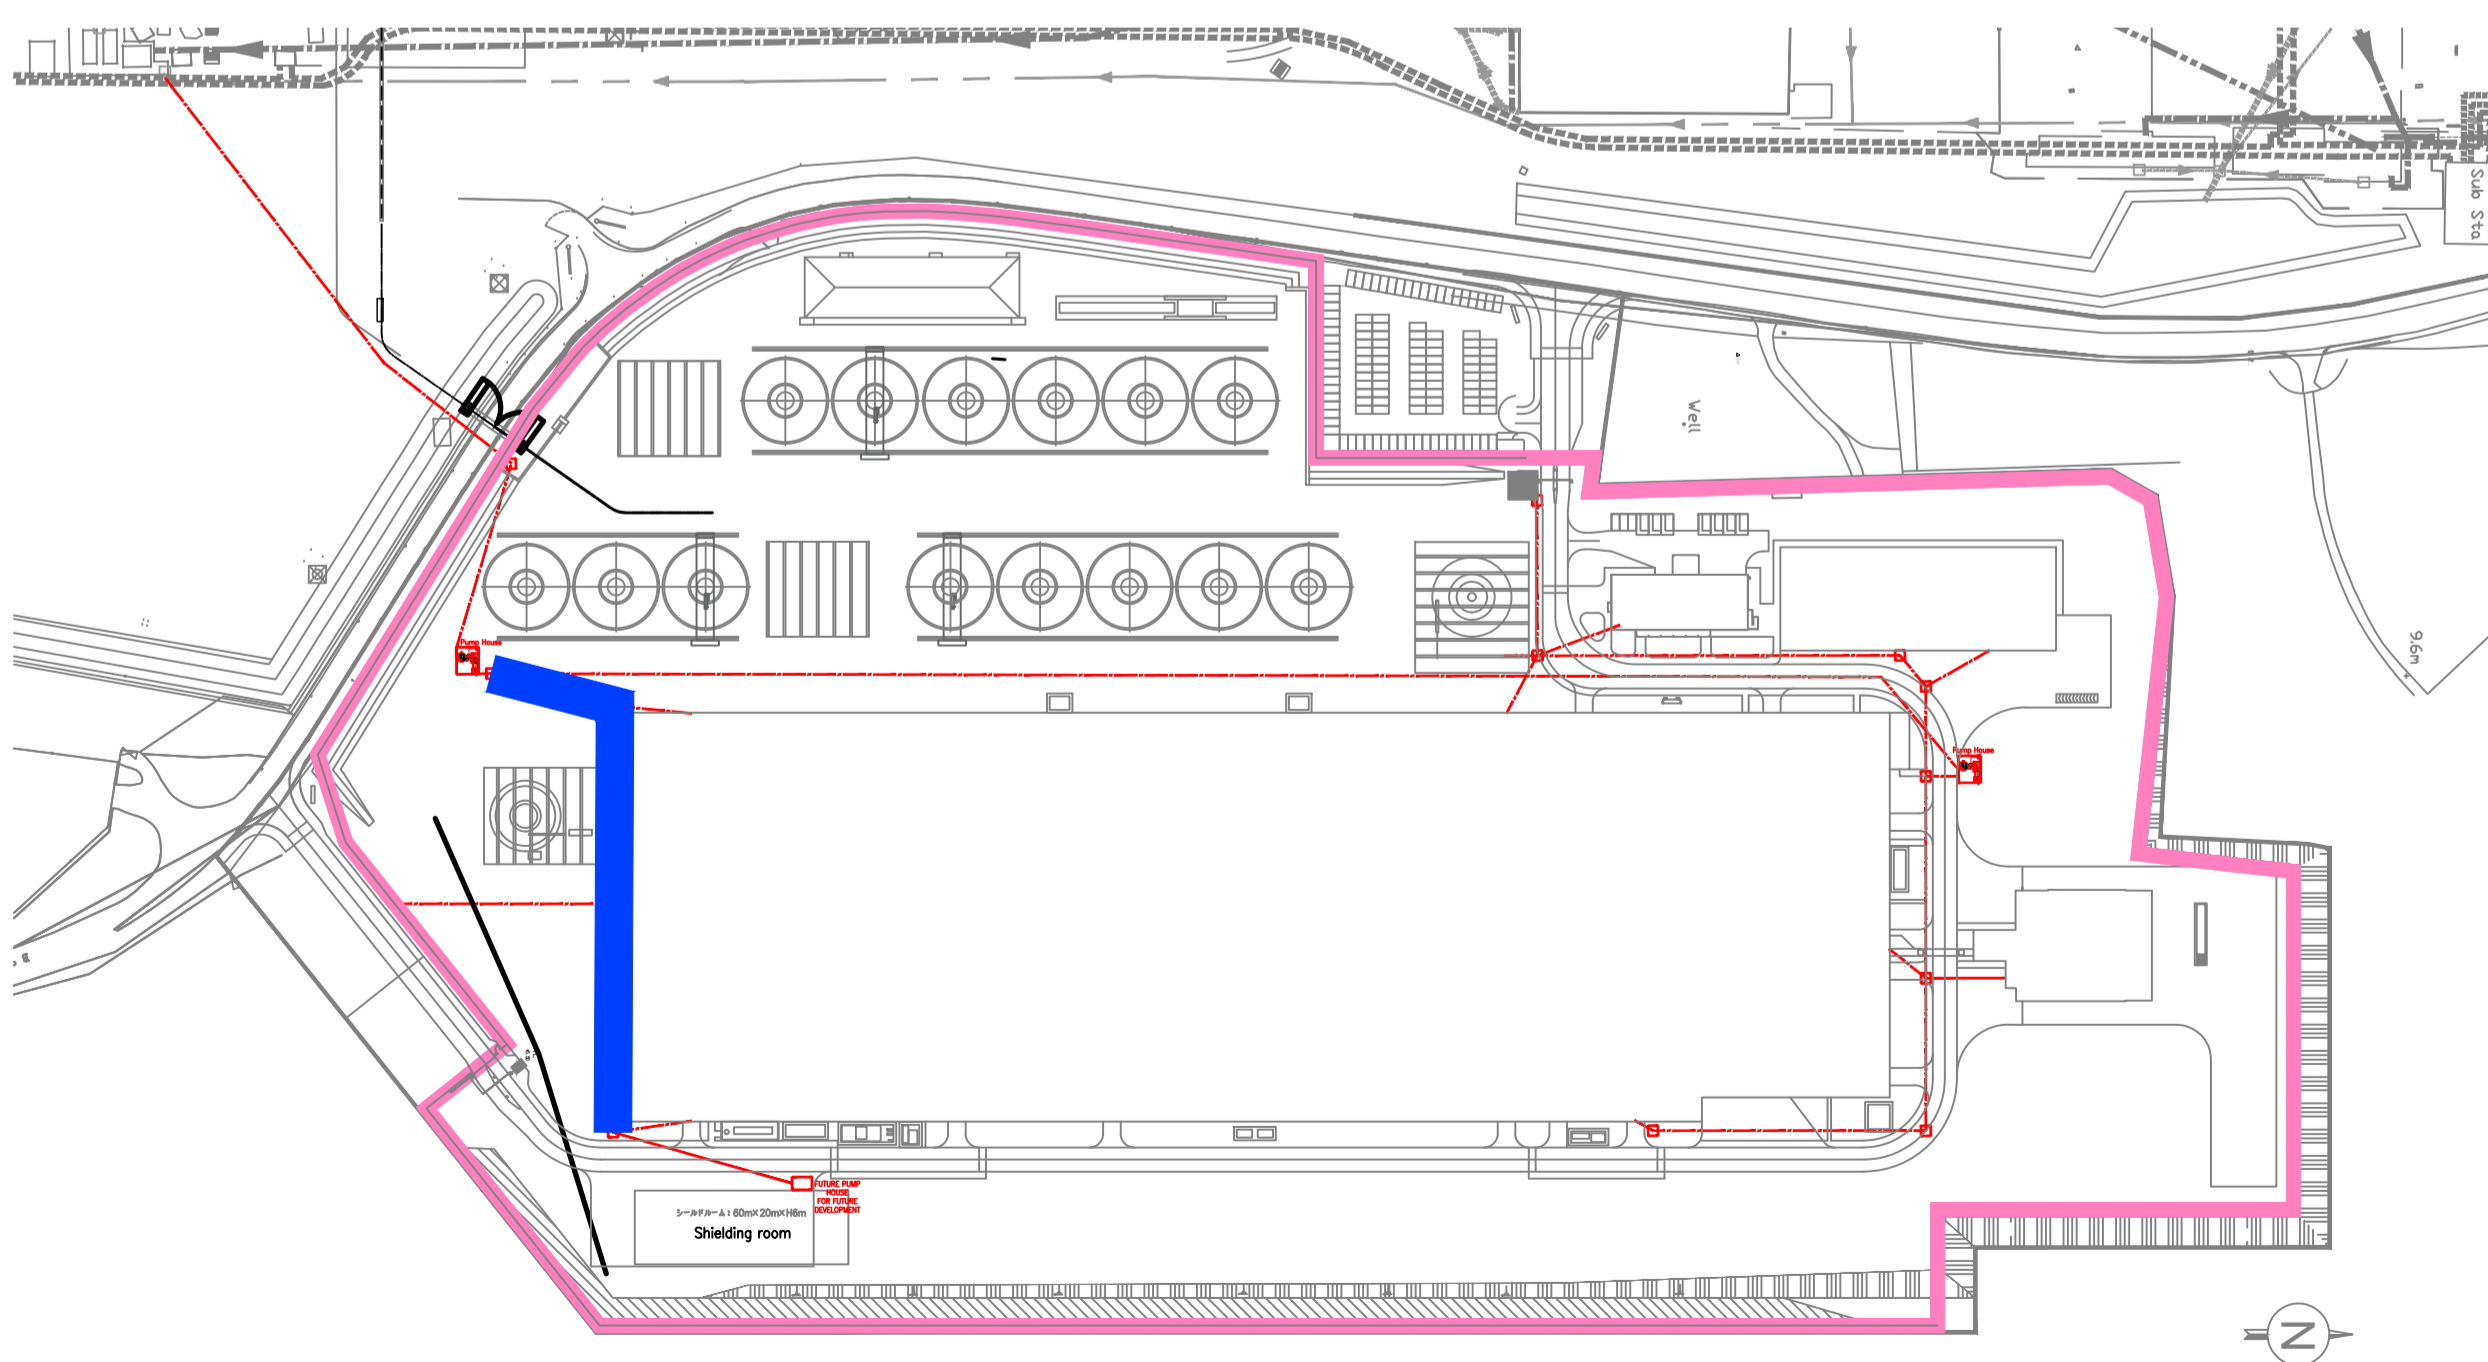 Sub Sta
Well
9.6m
Pump House
Pump House
FUTURE PUMP
HOUSE
FOR FUTURE
DEVELOPMENT
シールドルーム：60m×20m×H6m
Shielding room
B
N